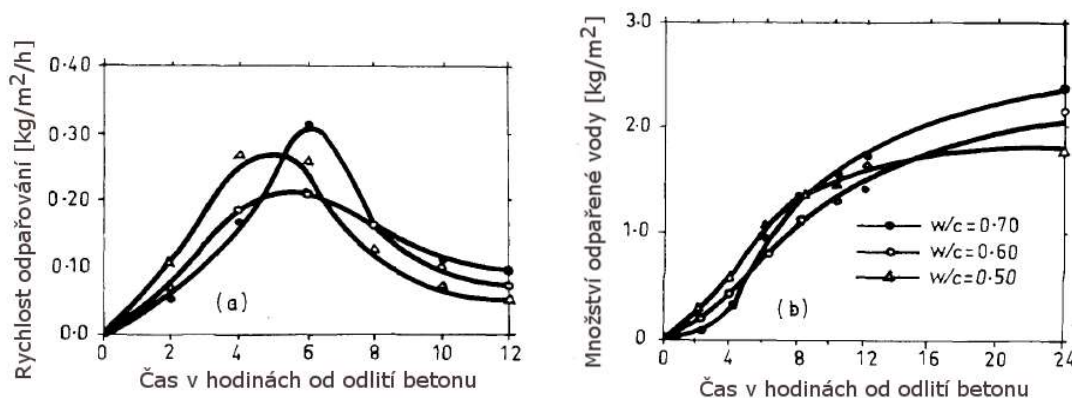 Rychlost odpařování [kg/m²/h]
0·40
0·30
0·20
0·10
0·0
(a)
0 2 4 6 8 10 12
Čas v hodinách od odlití betonu
Množství odpařené vody [kg/m²]
3·0
2·0
1·0
0
w/c=0·70
w/c=0·60
w/c=0·50
(b)
0 4 8 12 16 20 24
Čas v hodinách od odlití betonu